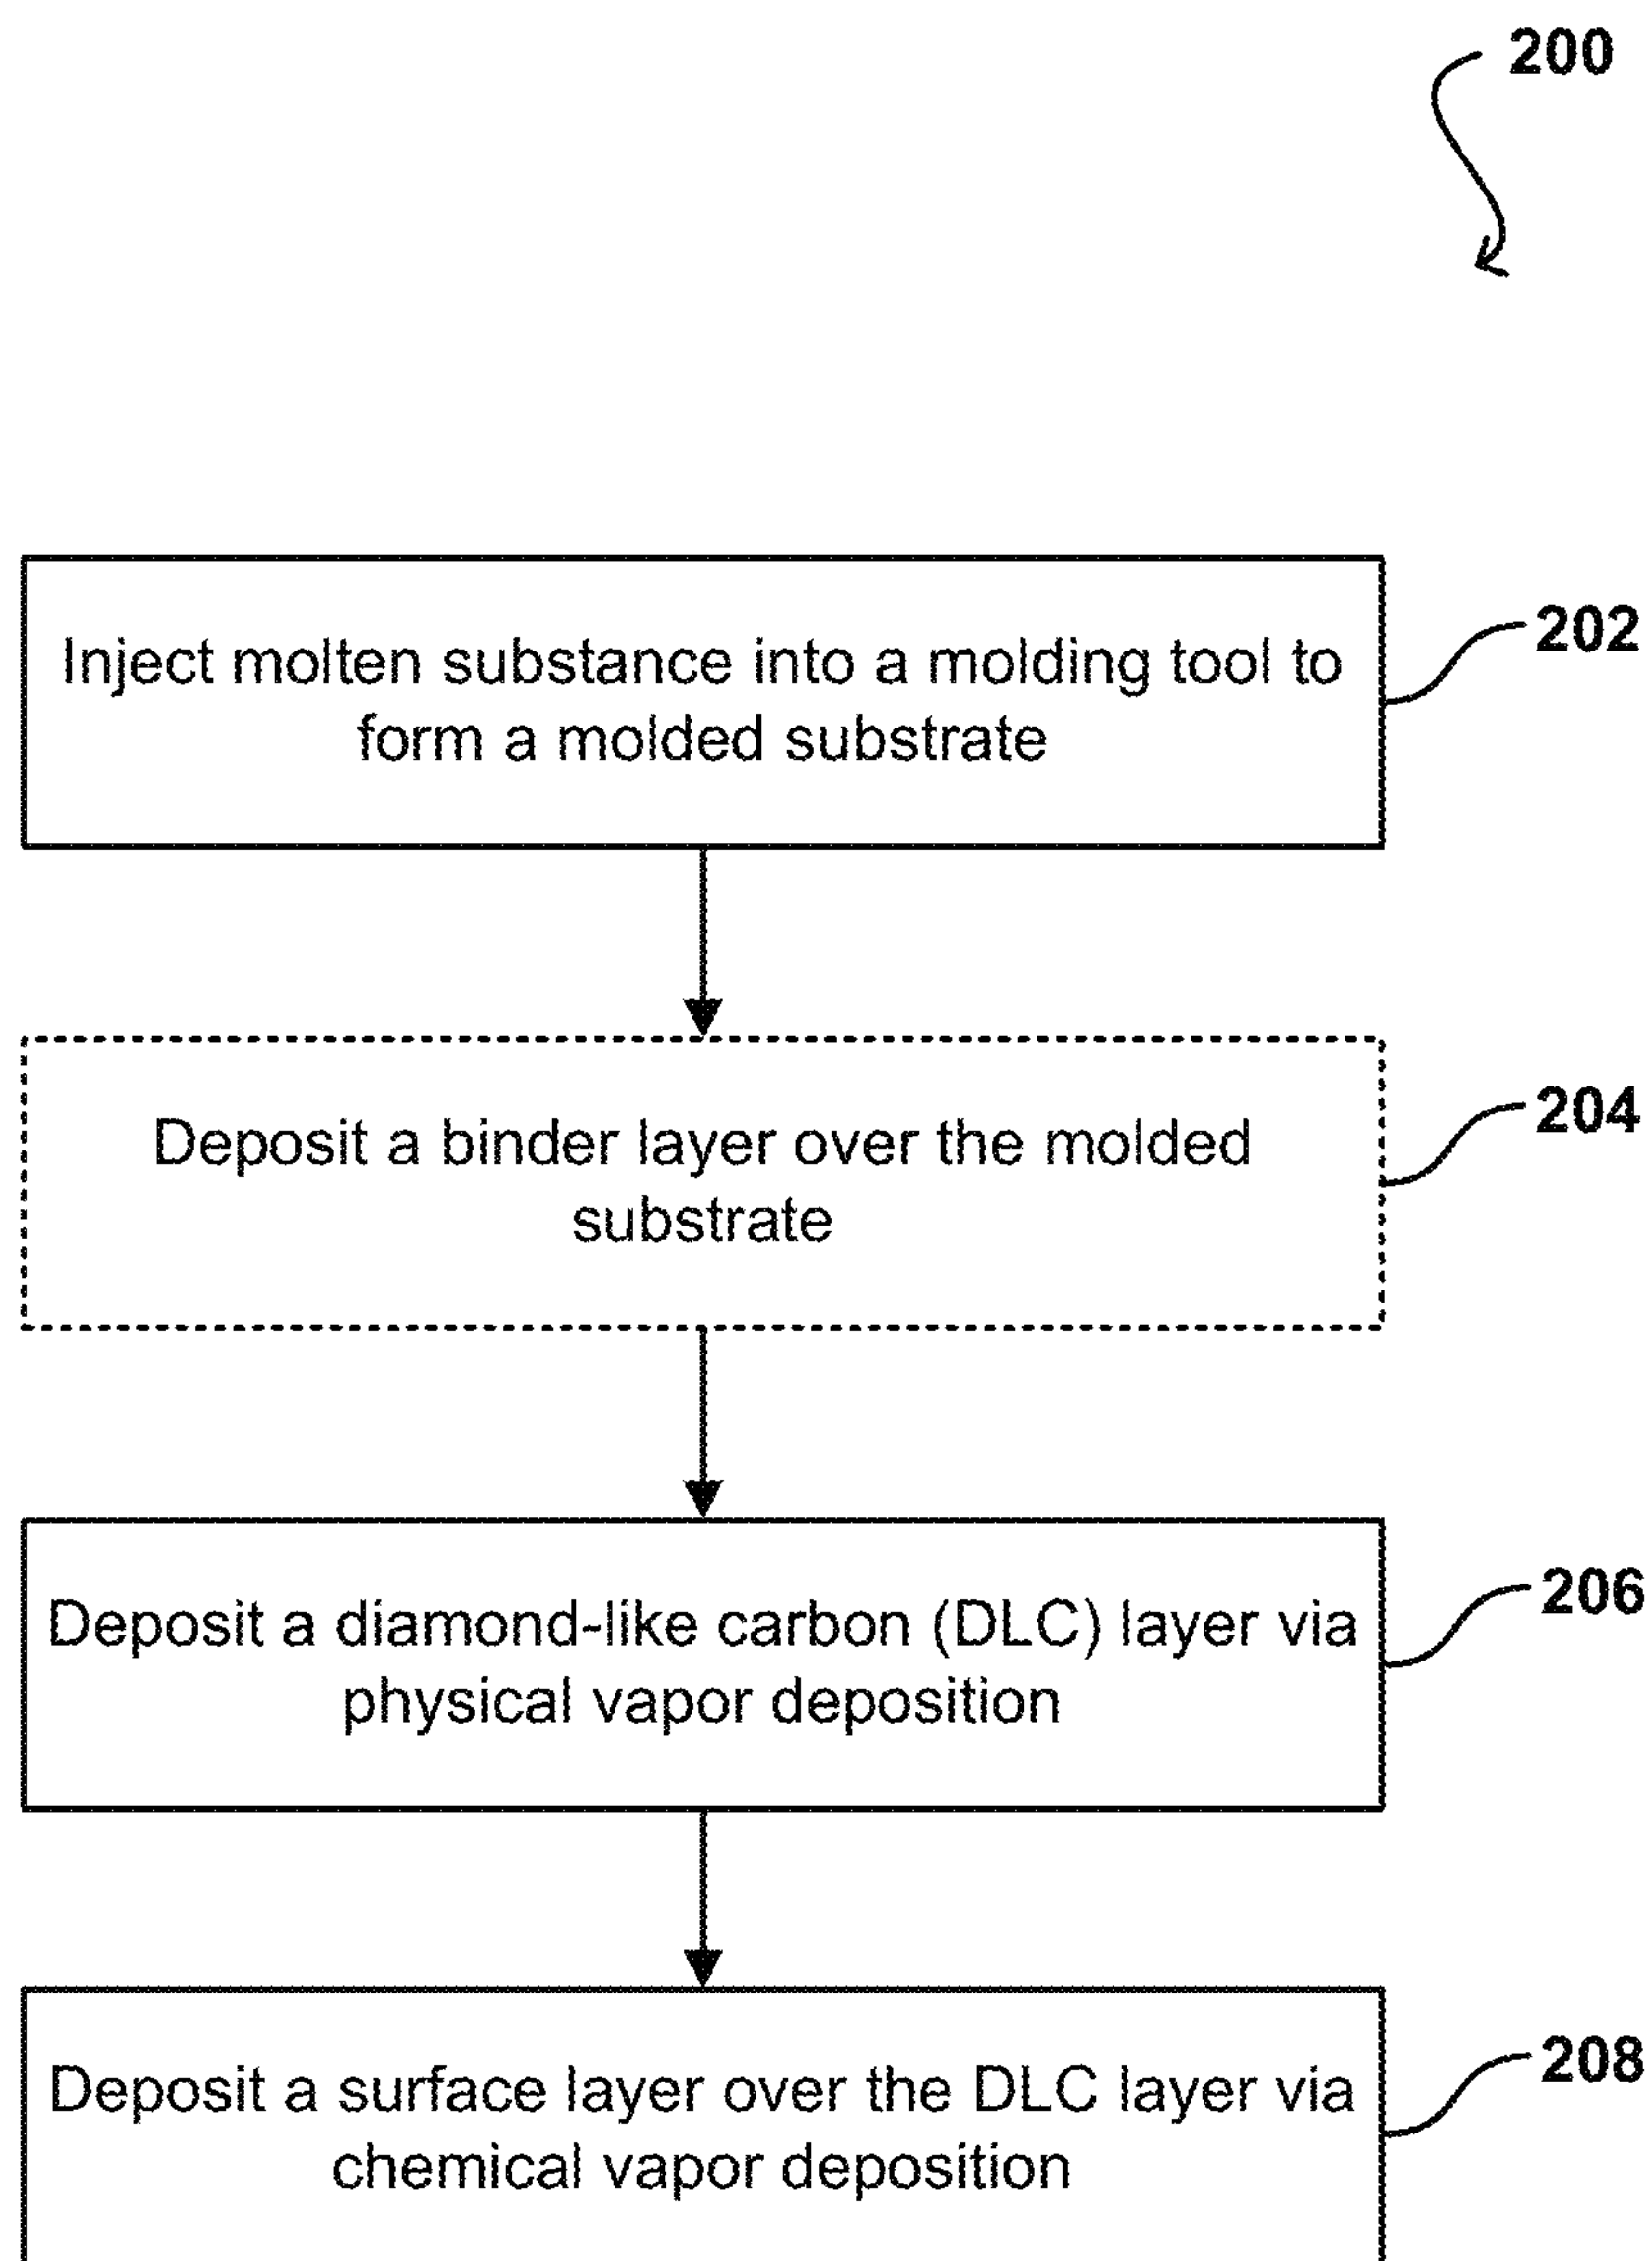 200
Inject molten substance into a molding tool to
form a molded substrate
202
Deposit a binder layer over the molded
substrate
204
Deposit a diamond-like carbon (DLC) layer via
physical vapor deposition
206
Deposit a surface layer over the DLC layer via
chemical vapor deposition
208